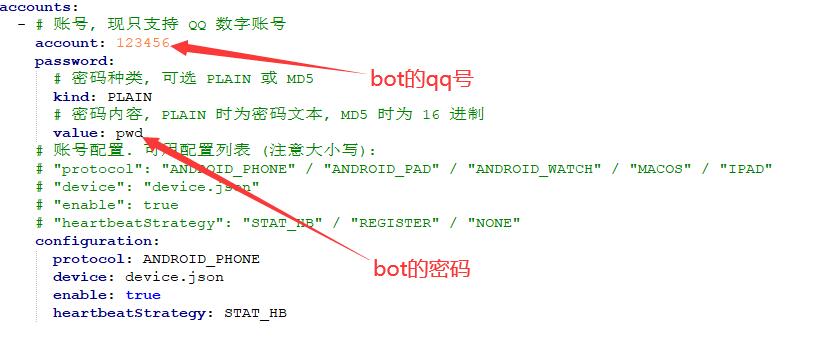 accounts:
- # 账号, 现只支持 QQ 数字账号
account: 123456
bot的qq号
password:
# 密码种类, 可选 PLAIN 或 MD5
kind: PLAIN
# 密码内容, PLAIN 时为密码文本, MD5 时为 16 进制
value: pwd
# 账号配置. 可用配置列表 (注意大小写):
# "protocol": "ANDROID_PHONE" / "ANDROID_PAD" / "ANDROID_WATCH" / "MACOS" / "IPAD"
# "device": "device.json"
# "enable": true
# "heartbeatStrategy": "STAT_HB" / "REGISTER" / "NONE"
configuration:
protocol: ANDROID_PHONE
bot的密码
device: device.json
enable: true
heartbeatStrategy: STAT_HB